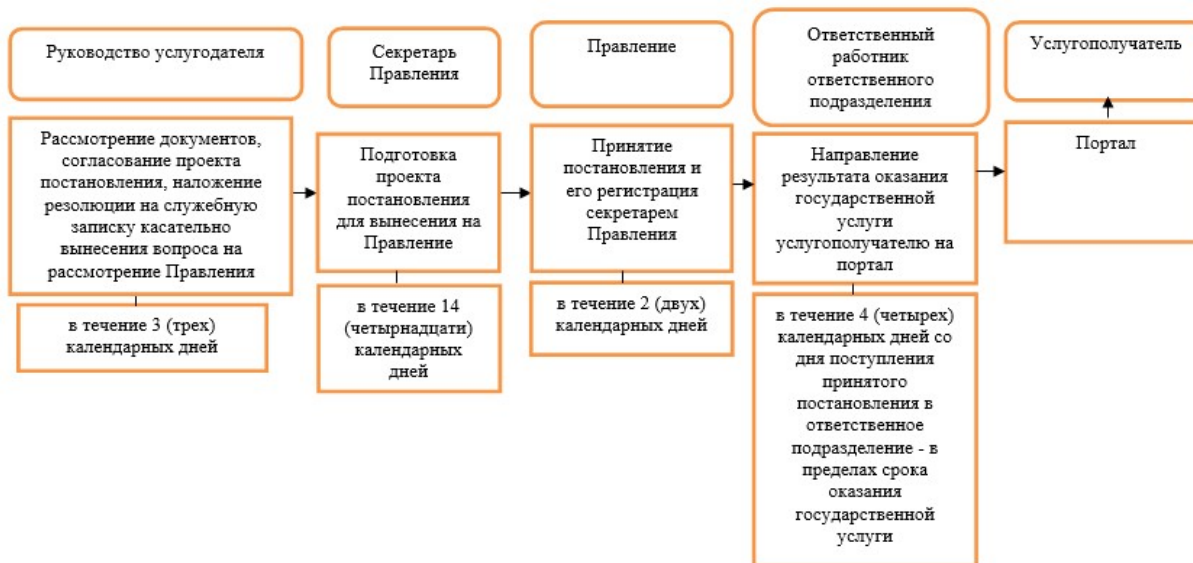 Руководство услугодателя
Секретарь
Правления
Правление
Ответственный
работник
ответственного
подразделения
Услугополучатель
Рассмотрение документов,
согласование проекта
постановления, наложение
резолюции на служебную
записку касательно
вынесения вопроса на
рассмотрение Правления
Подготовка
проекта
постановления
для вынесения на
Правление
Принятие
постановления и
его регистрация
секретарем
Правления
Направление
результата оказания
государственной
услуги
услугополучателю на
портал
Портал
в течение 3 (трех)
календарных дней
в течение 14
(четырнадцати)
календарных
дней
в течение 2 (двух)
календарных дней
в течение 4 (четырех)
календарных дней со
дня поступления
принятого
постановления в
ответственное
подразделение - в
пределах срока
оказания
государственной
услуги